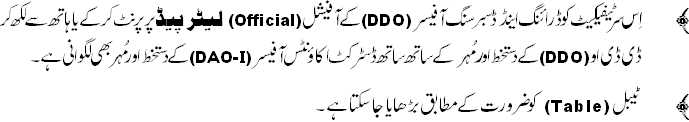 اِس سرٹیفیکیٹ کو ڈرائنگ اینڈ ڈسبرسنگ آفیسر (DDO) کے آفیشل (Official) لیٹر پیڈ پر پرنٹ کر کے یا ہاتھ سے لکھ کر
ڈی ڈی او (DDO) کے دستخط اور مُہر کے ساتھ ساتھ ڈسٹرکٹ اکاؤنٹس آفیسر (DAO-I) کے دستخط اور مُہر بھی لگوانی ہے۔
ٹیبل (Table) کو ضرورت کے مطابق بڑھایا جا سکتا ہے۔